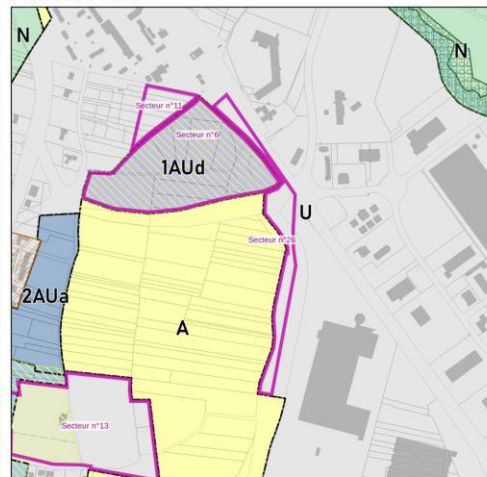 N
N
Secteur n°11
Secteur n°6
1AUd
U
Secteur n°26
2AUa
A
Secteur n°13